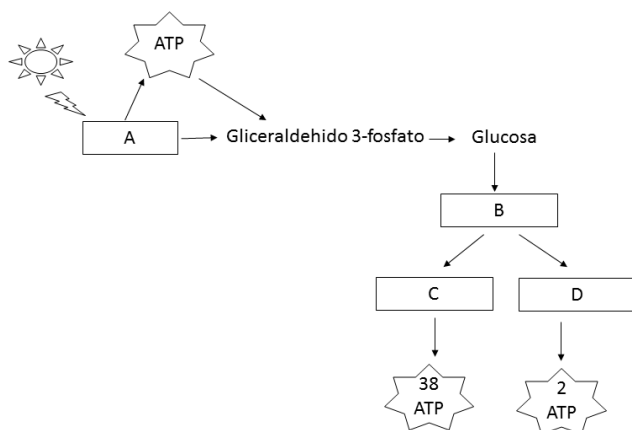 ATP
A
Gliceraldehido 3-fosfato
Glucosa
B
C
D
38
ATP
2
ATP